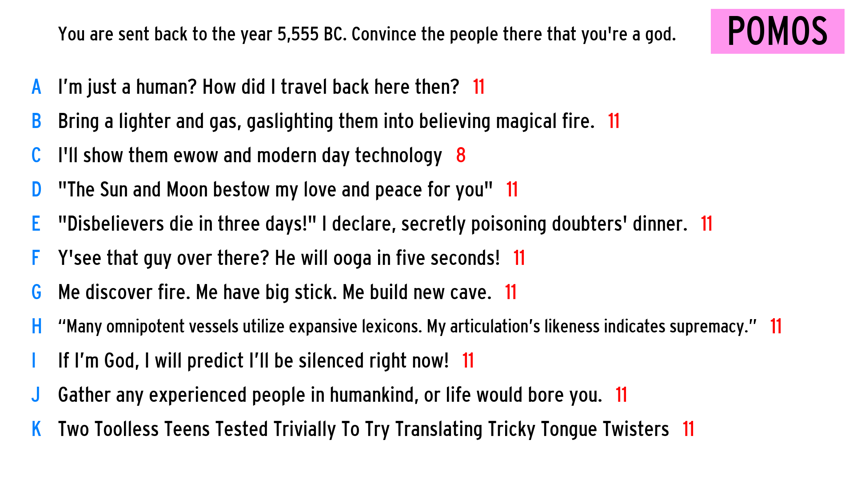 You are sent back to the year 5,555 BC. Convince the people there that you're a god.
POMOS
A I'm just a human? How did I travel back here then? 11
B Bring a lighter and gas, gaslighting them into believing magical fire. 11
C I'll show them ewow and modern day technology 8
D "The Sun and Moon bestow my love and peace for you" 11
E "Disbelievers die in three days!" I declare, secretly poisoning doubters' dinner. 11
F Y'see that guy over there? He will ooga in five seconds! 11
G Me discover fire. Me have big stick. Me build new cave. 11
H “Many omnipotent vessels utilize expansive lexicons. My articulation’s likeness indicates supremacy.” 11
I If I’m God, I will predict I’ll be silenced right now! 11
J Gather any experienced people in humankind, or life would bore you. 11
K Two Toolless Teens Tested Trivially To Try Translating Tricky Tongue Twisters 11